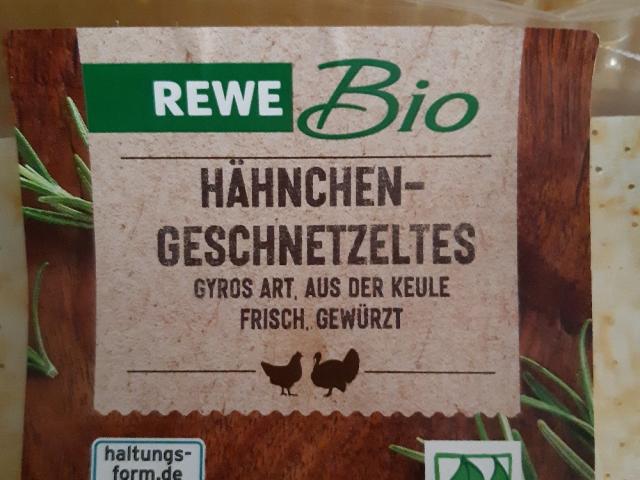 REWE Bio
HÄHNCHEN-
GESCHNETZELTES
GYROS ART, AUS DER KEULE
FRISCH, GEWÜRZT
haltungs-
form.de